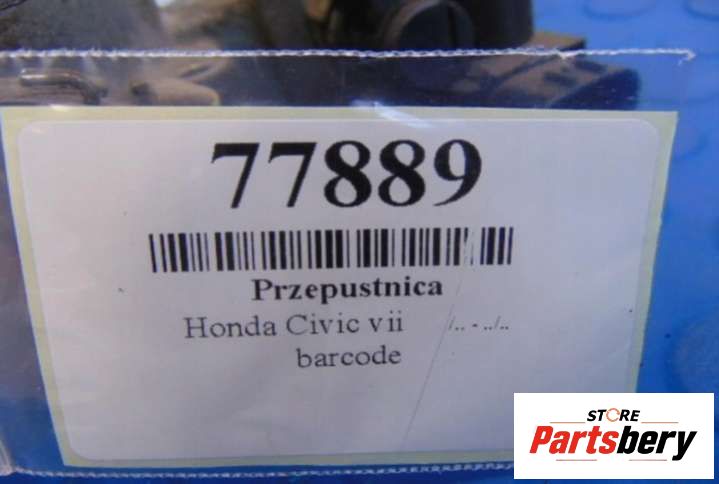 77889
Przepustnica
Honda Civic vii /.. - ../..
barcode
STORE
Partsbery